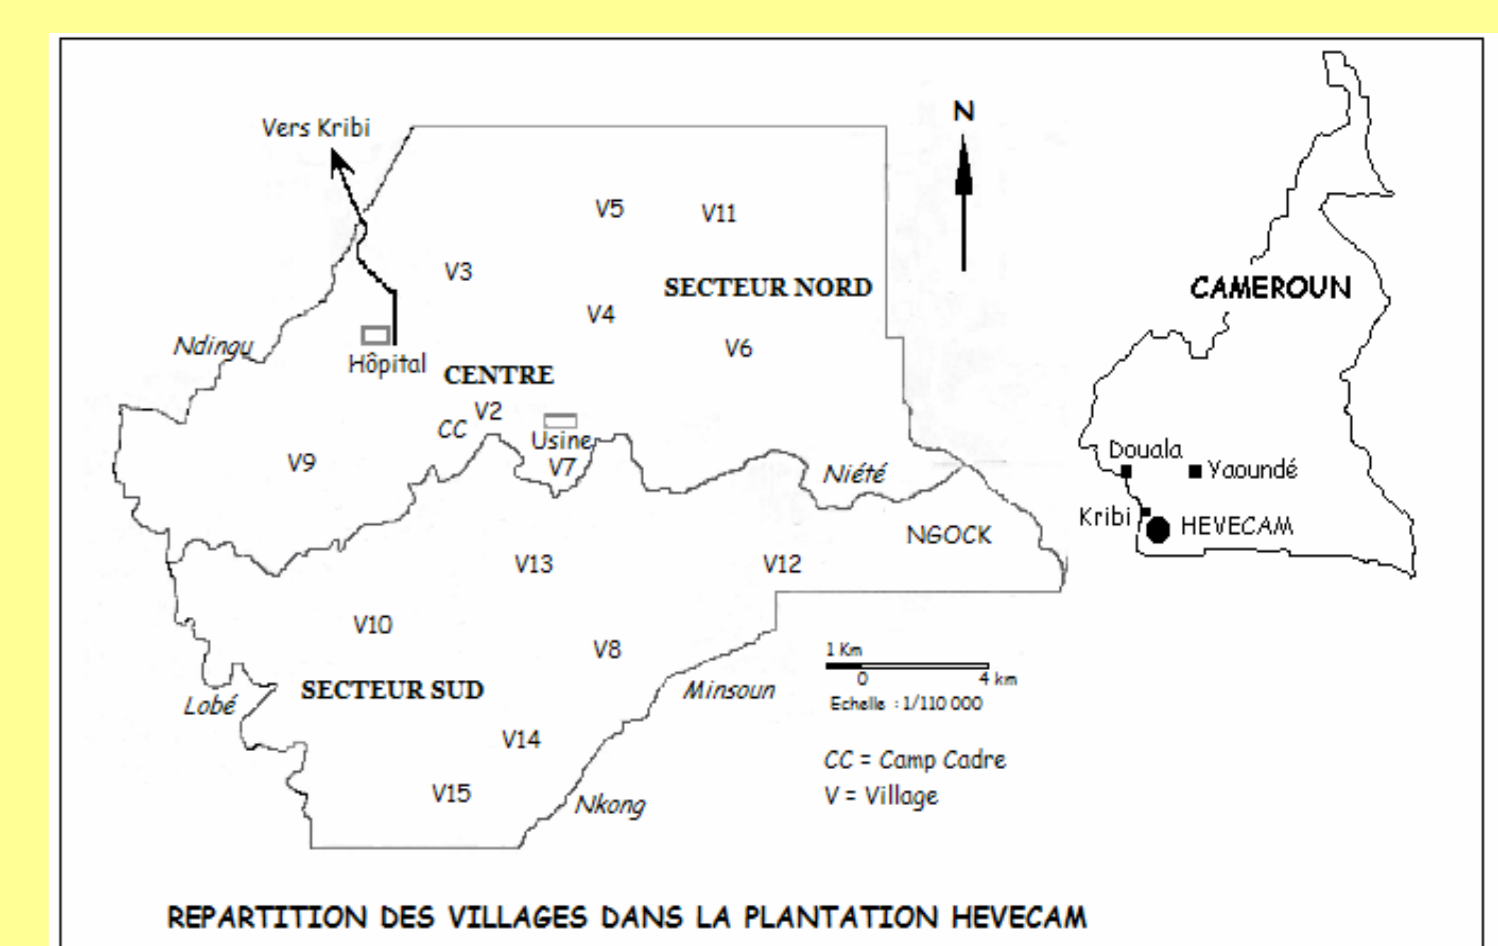 N
Vers Kribi
V5
V11
V3
SECTEUR NORD
CAMEROUN
V4
Ndingu
V6
Hôpital
CENTRE
V2
CC
Usine
V7
V9
Niété
Douala
Yaoundé
Kribi
HEVECAM
NGOCK
V13
V12
V10
V8
1 Km
0
4 km
Echelle : 1/110 000
SECTEUR SUD
Minsoun
Lobé
V14
CC = Camp Cadre
V15
V = Village
Nkong
REPARTITION DES VILLAGES DANS LA PLANTATION HEVECAM